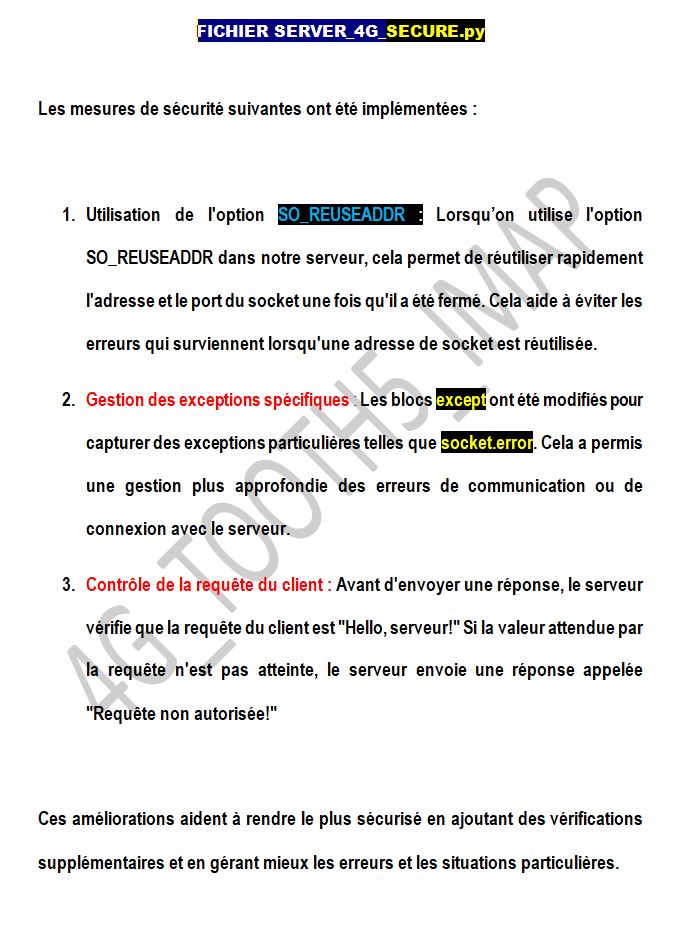 FICHIER SERVER_4G_SECURE.py
Les mesures de sécurité suivantes ont été implémentées :
1. Utilisation de l'option SO_REUSEADDR : Lorsqu’on utilise l'option
SO_REUSEADDR dans notre serveur, cela permet de réutiliser rapidement
l'adresse et le port du socket une fois qu'il a été fermé. Cela aide à éviter les
erreurs qui surviennent lorsqu'une adresse de socket est réutilisée.
2. Gestion des exceptions spécifiques : Les blocs except ont été modifiés pour
capturer des exceptions particulières telles que socket.error. Cela a permis
une gestion plus approfondie des erreurs de communication ou de
connexion avec le serveur.
3. Contrôle de la requête du client : Avant d'envoyer une réponse, le serveur
vérifie que la requête du client est "Hello, serveur!" Si la valeur attendue par
la requête n'est pas atteinte, le serveur envoie une réponse appelée
"Requête non autorisée!"
Ces améliorations aident à rendre le plus sécurisé en ajoutant des vérifications
supplémentaires et en gérant mieux les erreurs et les situations particulières.
4G_TOOTH5_IMAP